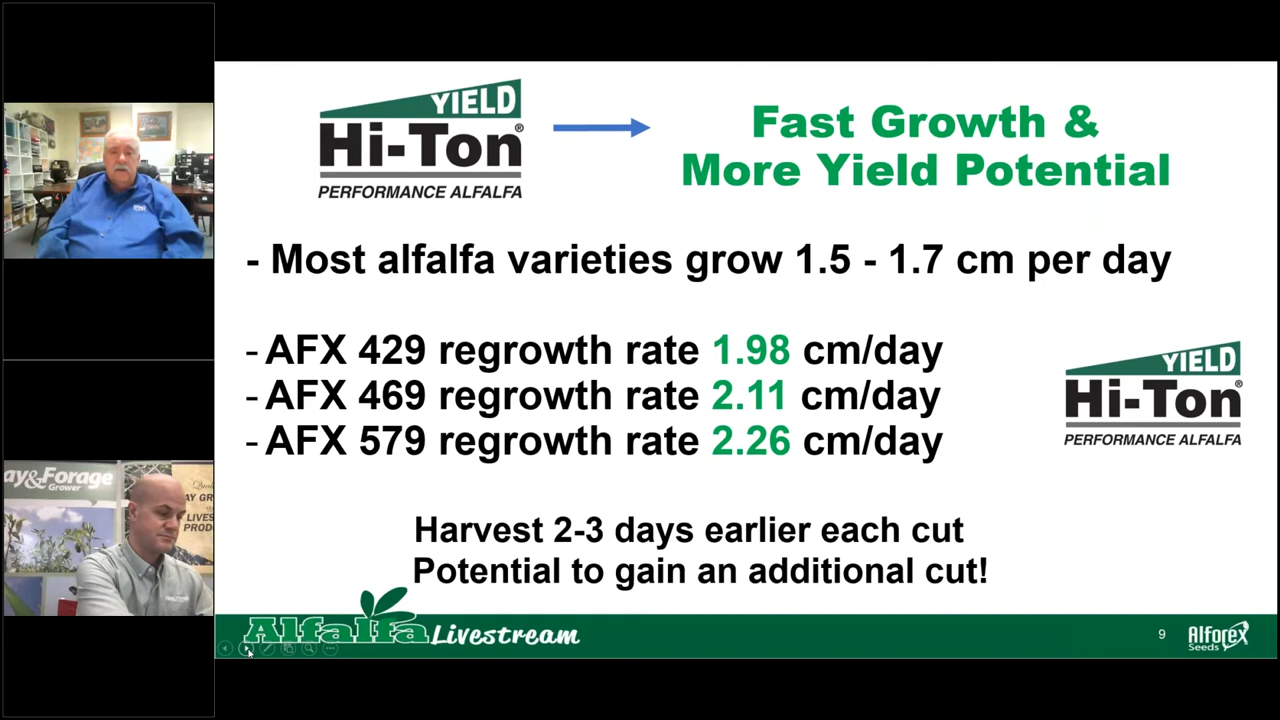 YIELD
Hi-Ton®
PERFORMANCE ALFALFA
Fast Growth &
More Yield Potential
- Most alfalfa varieties grow 1.5 - 1.7 cm per day
- AFX 429 regrowth rate 1.98 cm/day
- AFX 469 regrowth rate 2.11 cm/day
- AFX 579 regrowth rate 2.26 cm/day
YIELD
Hi-Ton®
PERFORMANCE ALFALFA
Harvest 2-3 days earlier each cut
Potential to gain an additional cut!
Alfalfa Livestream
9
Alforex
Seeds
ay&Forage
Grower